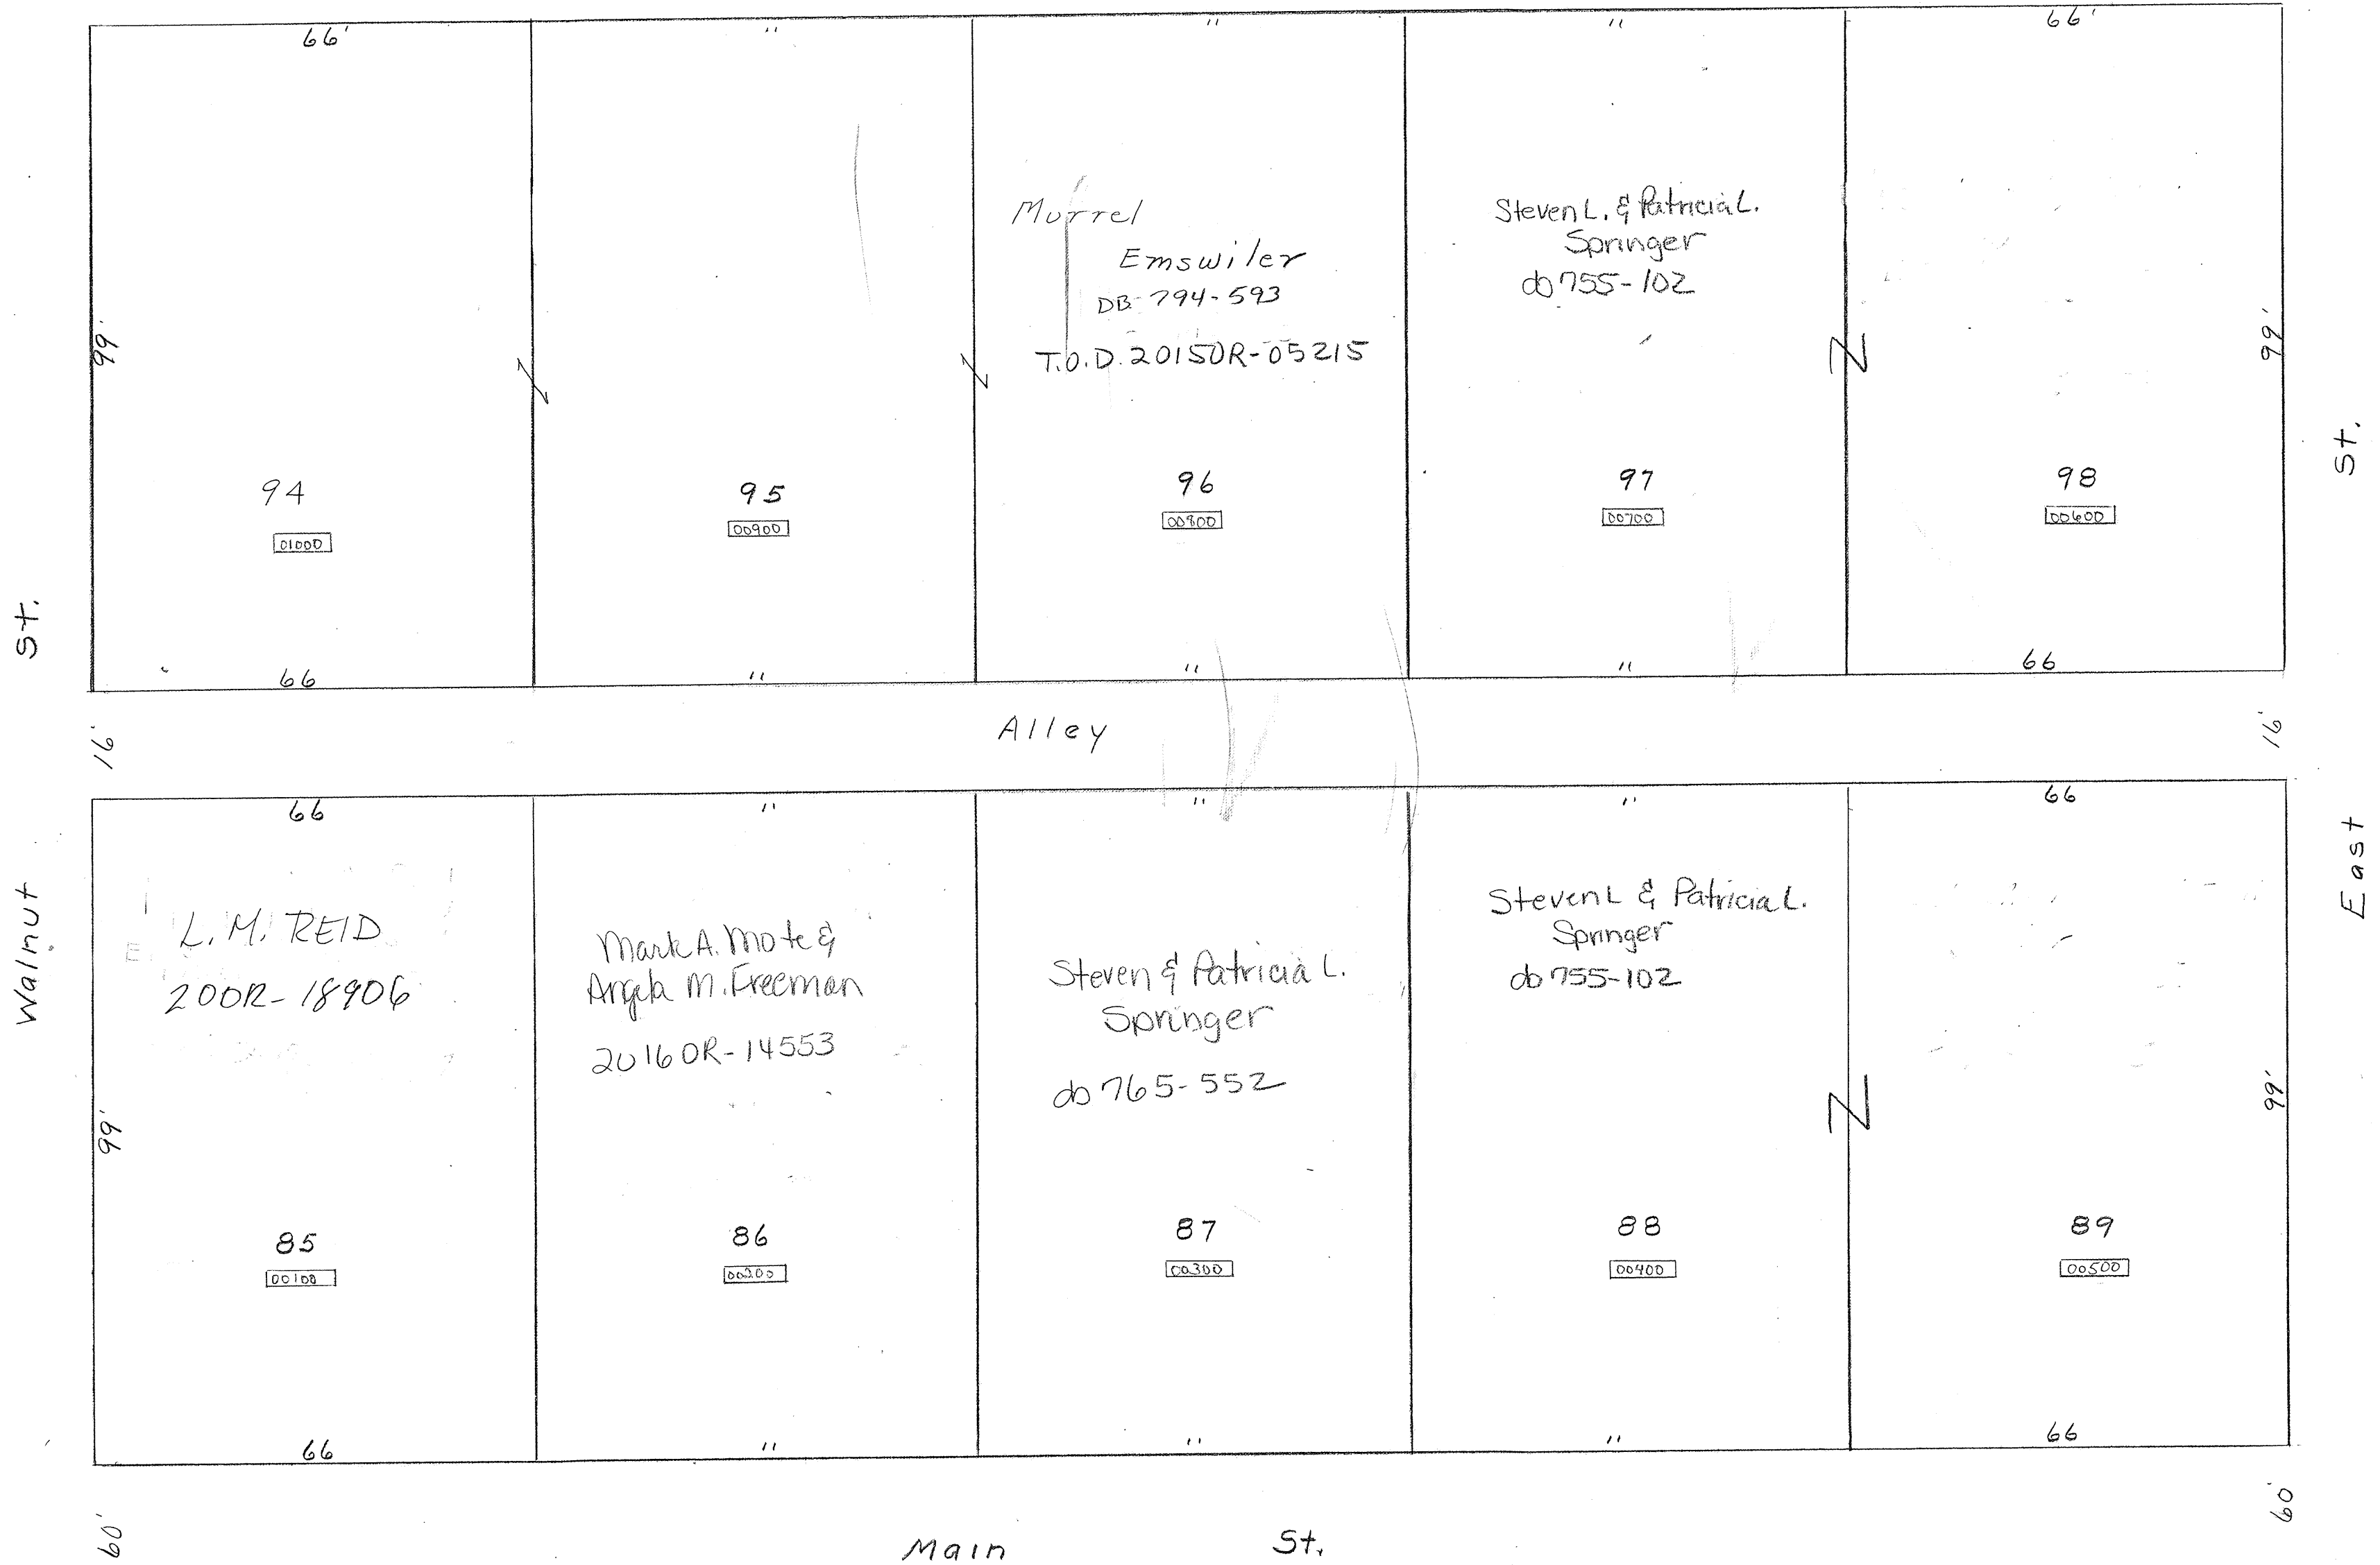 66' " " " 66'
Murrel
Emswiler
DB-794-593
T.O.D. 2015OR-05215
Steven L. & Patricia L.
Springer
db 755-102
99'
99'
94 95 96 97 98
01000 00900 00800 00700 00600
66 " " " 66
St.
St.
16'
Alley
16'
66 " " " 66
L. M. REID
200R-18906
Mark A. Mote &
Angela M. Freeman
2016 OR-14553
Steven & Patricia L.
Springer
db 765-552
Steven L & Patricia L.
Springer
db 755-102
Walnut
East
99'
99'
85 86 87 88 89
00100 00200 00300 00400 00500
66 " " " 66
60'
Main St.
60'